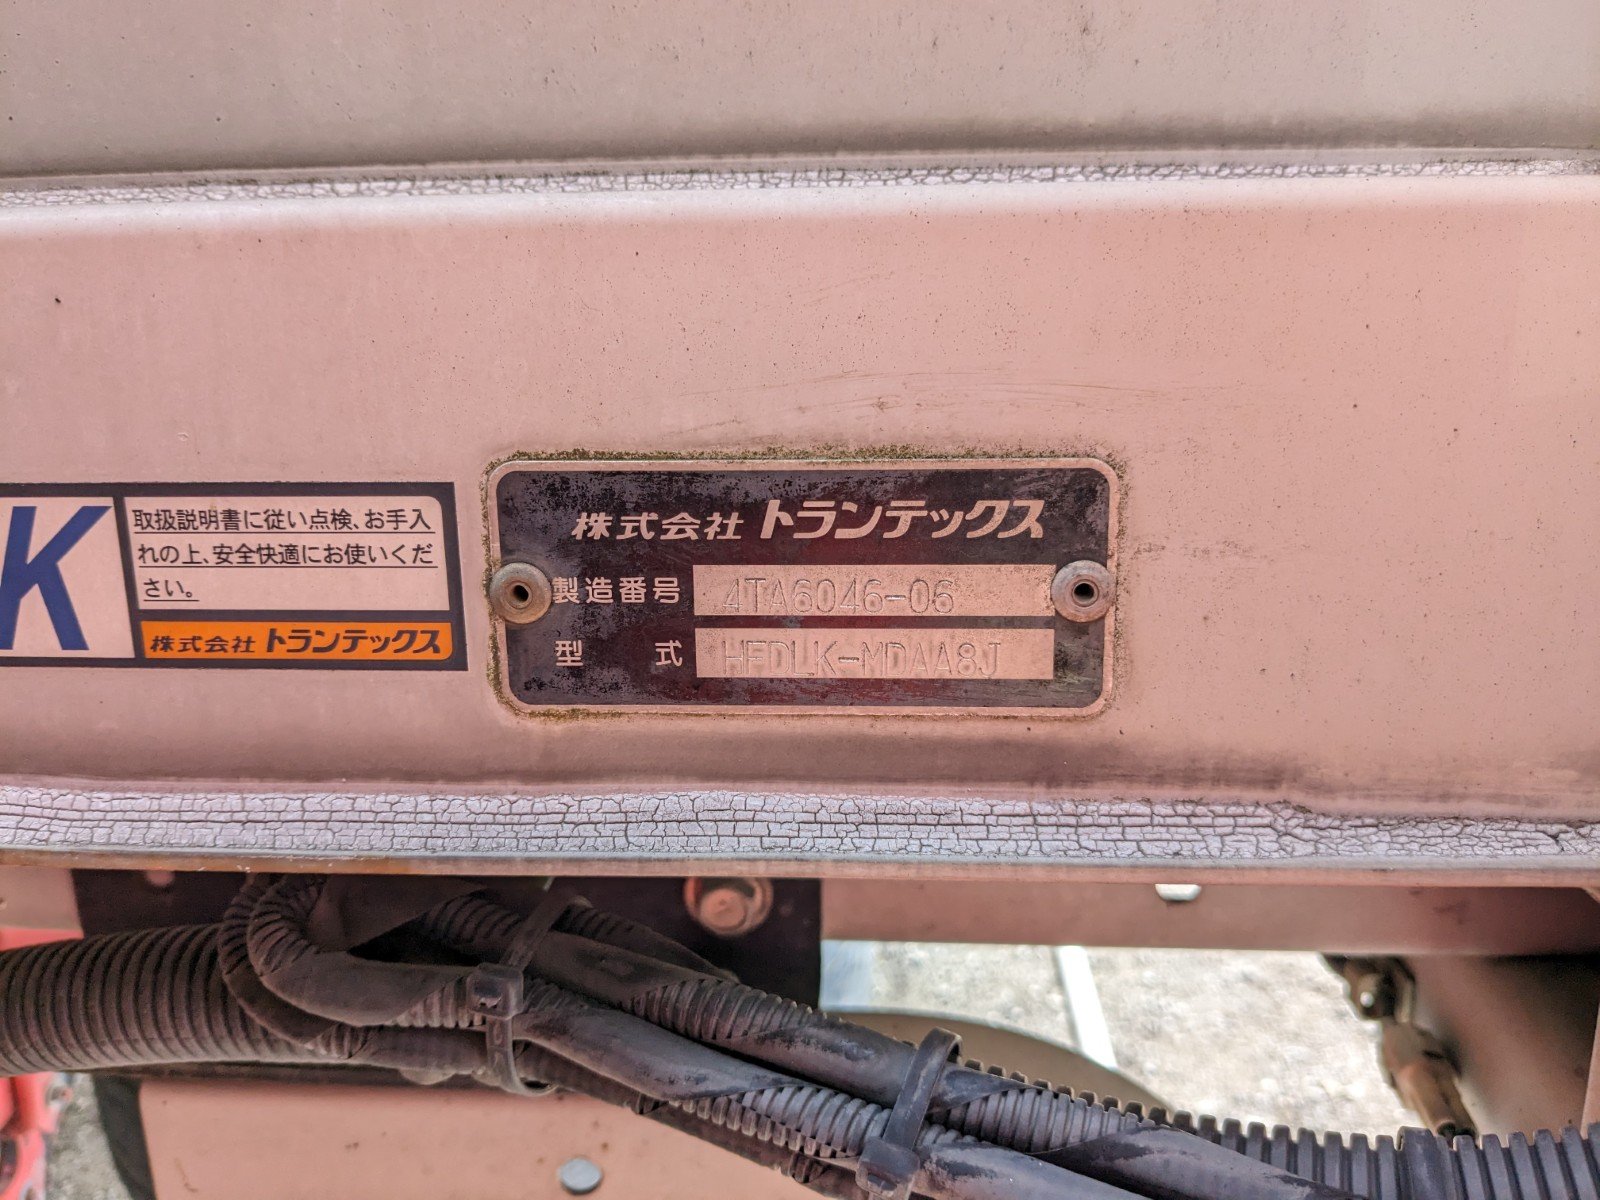 K
取扱説明書に従い点検、お手入
れの上、安全快適にお使いくだ
さい。
株式会社 トランテックス
株式会社 トランテックス
製造番号 4TA6046-06
型式 HFDLK-MDAA8J